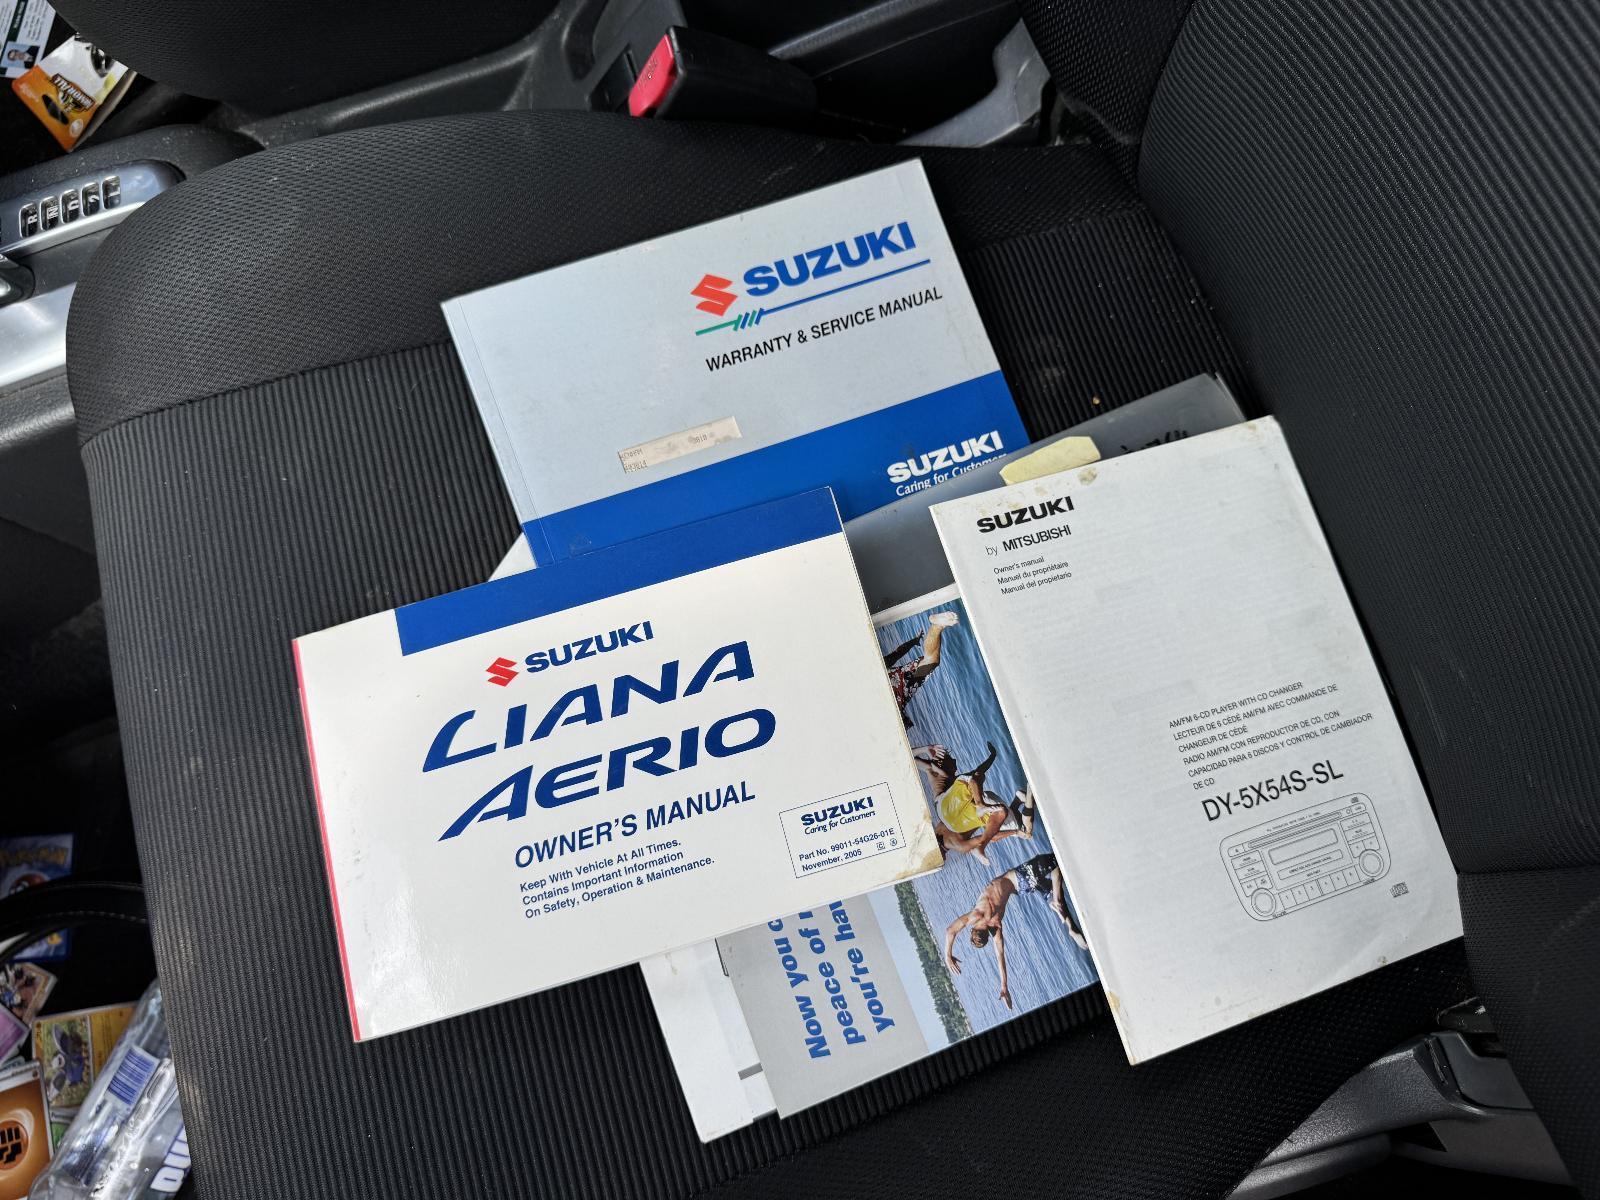 ARMORALL
R N D 2 L
SUZUKI
WARRANTY & SERVICE MANUAL
SUZUKI
Caring for Customers
SUZUKI
LIANA
AERIO
OWNER'S MANUAL
Keep With Vehicle At All Times.
Contains Important Information
On Safety, Operation & Maintenance.
SUZUKI
Caring for Customers
Part No. 99011-54G26-01E
November, 2005
SUZUKI
by MITSUBISHI
Owner's manual
Manuel du propriétaire
Manual del propietario
AM/FM 6-CD PLAYER WITH CD CHANGER
LECTEUR DE 6 CÉDÉ AM/FM AVEC COMMANDE DE
CHANGEUR DE CÉDÉ
RADIO AM/FM CON REPRODUCTOR DE CD, CON
CAPACIDAD PARA 6 DISCOS Y CONTROL DE CAMBIADOR
DE CD
DY-5X54S-SL
Now you c
peace of
you're hav